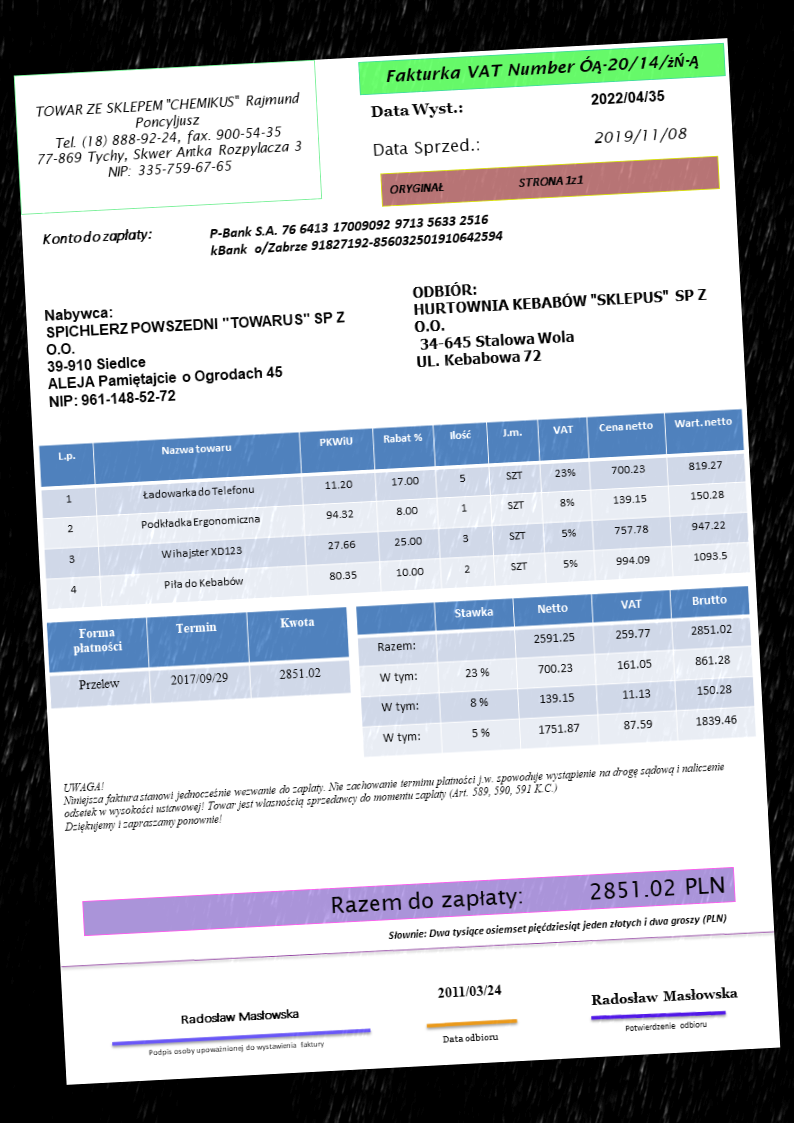 TOWAR ZE SKLEPEM "CHEMIKUS" Rajmund
Poncyljusz
Tel. (18) 888-92-24, fax. 900-54-35
77-869 Tychy, Skwer Antka Rozpylacza 3
NIP: 335-759-67-65
Fakturka VAT Number ÓĄ-20/14/żŃ-Ą
Data Wyst.: 2022/04/35
Data Sprzed.: 2019/11/08
ORYGINAŁ STRONA 1z1
Konto do zapłaty: P-Bank S.A. 76 6413 17009092 9713 5633 2516
kBank o/Zabrze 91827192-856032501910642594
Nabywca:
SPICHLERZ POWSZEDNI "TOWARUS" SP Z
O.O.
39-910 Siedlce
ALEJA Pamiętajcie o Ogrodach 45
NIP: 961-148-52-72
ODBIÓR:
HURTOWNIA KEBABÓW "SKLEPUS" SP Z
O.O.
34-645 Stalowa Wola
UL. Kebabowa 72
L.p. Nazwa towaru PKWiU Rabat % Ilość J.m. VAT Cena netto Wart. netto
1 Ładowarka do Telefonu 11.20 17.00 5 SZT 23% 700.23 819.27
2 Podkładka Ergonomiczna 94.32 8.00 1 SZT 8% 139.15 150.28
3 Wihajster XD123 27.66 25.00 3 SZT 5% 757.78 947.22
4 Piła do Kebabów 80.35 10.00 2 SZT 5% 994.09 1093.5
Forma płatności Termin Kwota
Przelew 2017/09/29 2851.02
Stawka Netto VAT Brutto
Razem: 2591.25 259.77 2851.02
W tym: 23 % 700.23 161.05 861.28
W tym: 8 % 139.15 11.13 150.28
W tym: 5 % 1751.87 87.59 1839.46
UWAGA!
Niniejsza faktura stanowi jednocześnie wezwanie do zapłaty. Nie zachowanie terminu płatności j.w. spowoduje wystąpienie na drogę sądową i naliczenie
odsetek w wysokości ustawowej! Towar jest własnością sprzedawcy do momentu zapłaty (Art. 589, 590, 591 K.C.)
Dziękujemy i zapraszamy ponownie!
Razem do zapłaty: 2851.02 PLN
Słownie: Dwa tysiące osiemset pięćdziesiąt jeden złotych i dwa groszy (PLN)
Radosław Masłowska
Podpis osoby upoważnionej do wystawienia faktury
2011/03/24
Data odbioru
Radosław Masłowska
Potwierdzenie odbioru